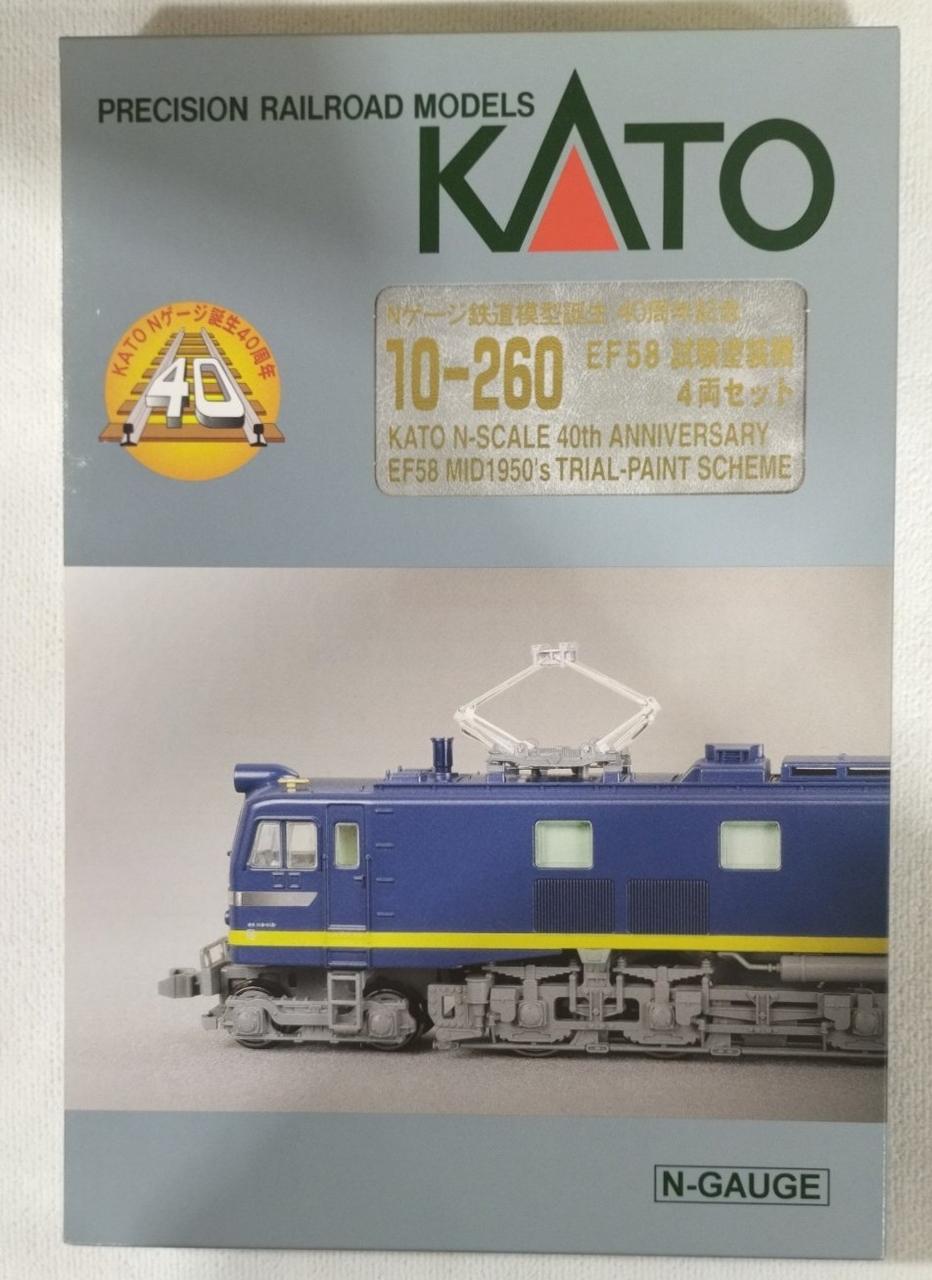 PRECISION RAILROAD MODELS
KATO
KATO Nゲージ誕生40周年
40
Nゲージ鉄道模型誕生 40周年記念
10-260
EF58 試験塗装機
4両セット
KATO N-SCALE 40th ANNIVERSARY
EF58 MID1950's TRIAL-PAINT SCHEME
N-GAUGE